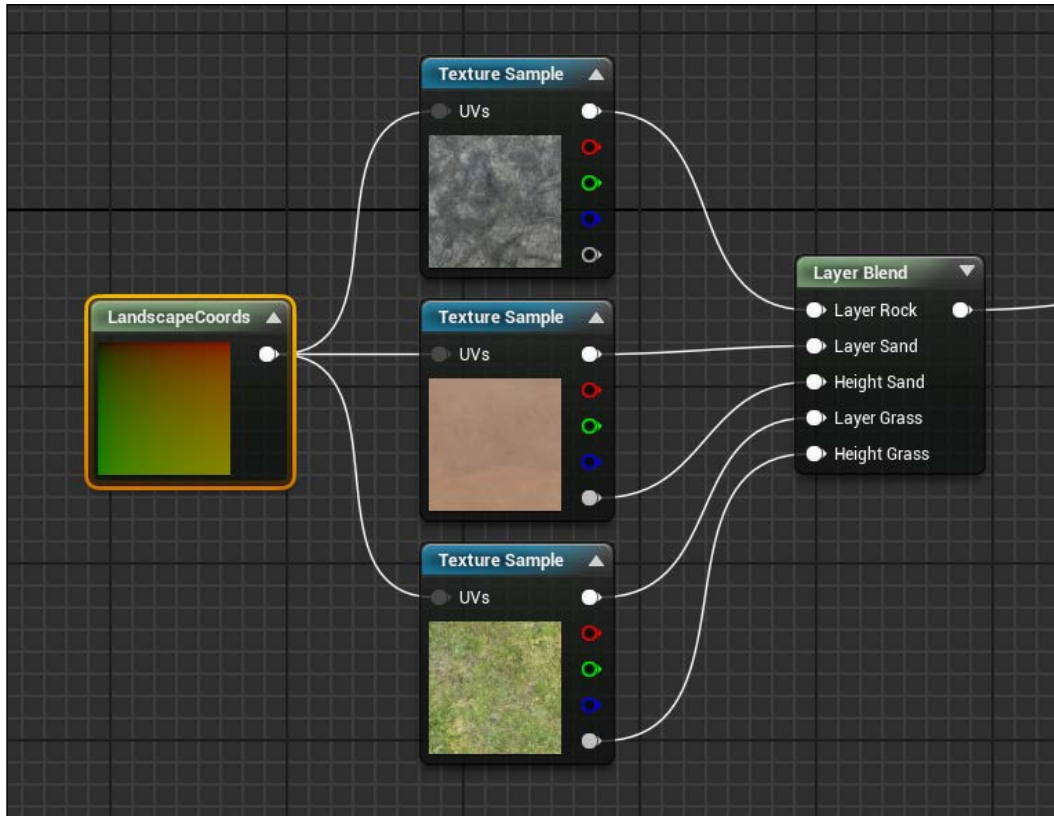 Texture Sample
UVs
LandscapeCoords
Texture Sample
UVs
Texture Sample
UVs
Layer Blend
Layer Rock
Layer Sand
Height Sand
Layer Grass
Height Grass